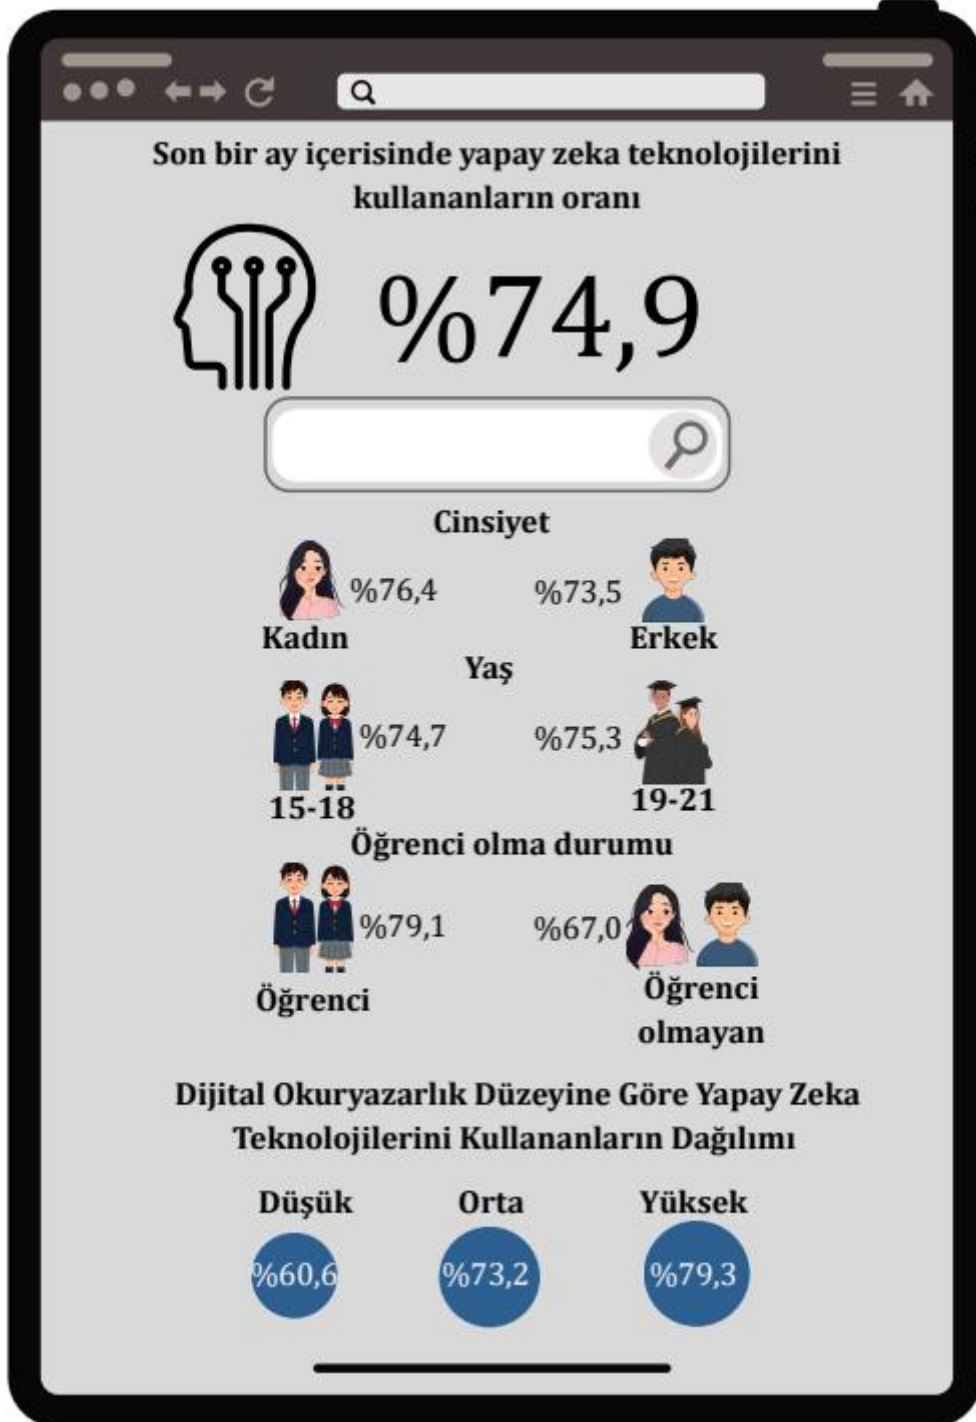 Son bir ay içerisinde yapay zeka teknolojilerini
kullananların oranı
%74,9
Cinsiyet
%76,4
%73,5
Kadın
Erkek
Yaş
%74,7
%75,3
15-18
19-21
Öğrenci olma durumu
%79,1
%67,0
Öğrenci
Öğrenci
olmayan
Dijital Okuryazarlık Düzeyine Göre Yapay Zeka
Teknolojilerini Kullananların Dağılımı
Düşük
Orta
Yüksek
%60,6
%73,2
%79,3